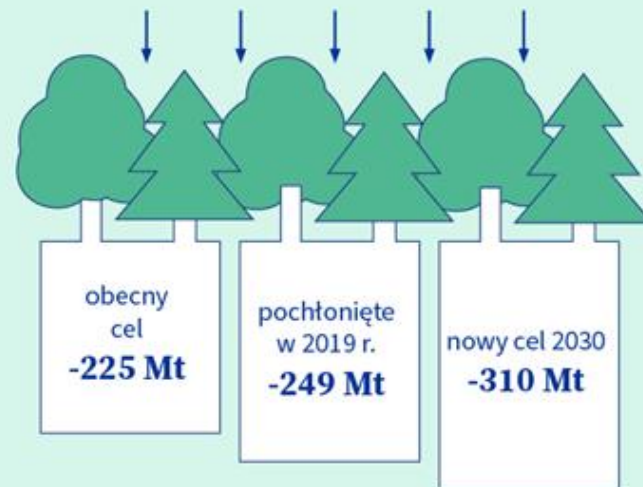 obecny
cel
-225 Mt
pochłonięte
w 2019 r.
-249 Mt
nowy cel 2030
-310 Mt